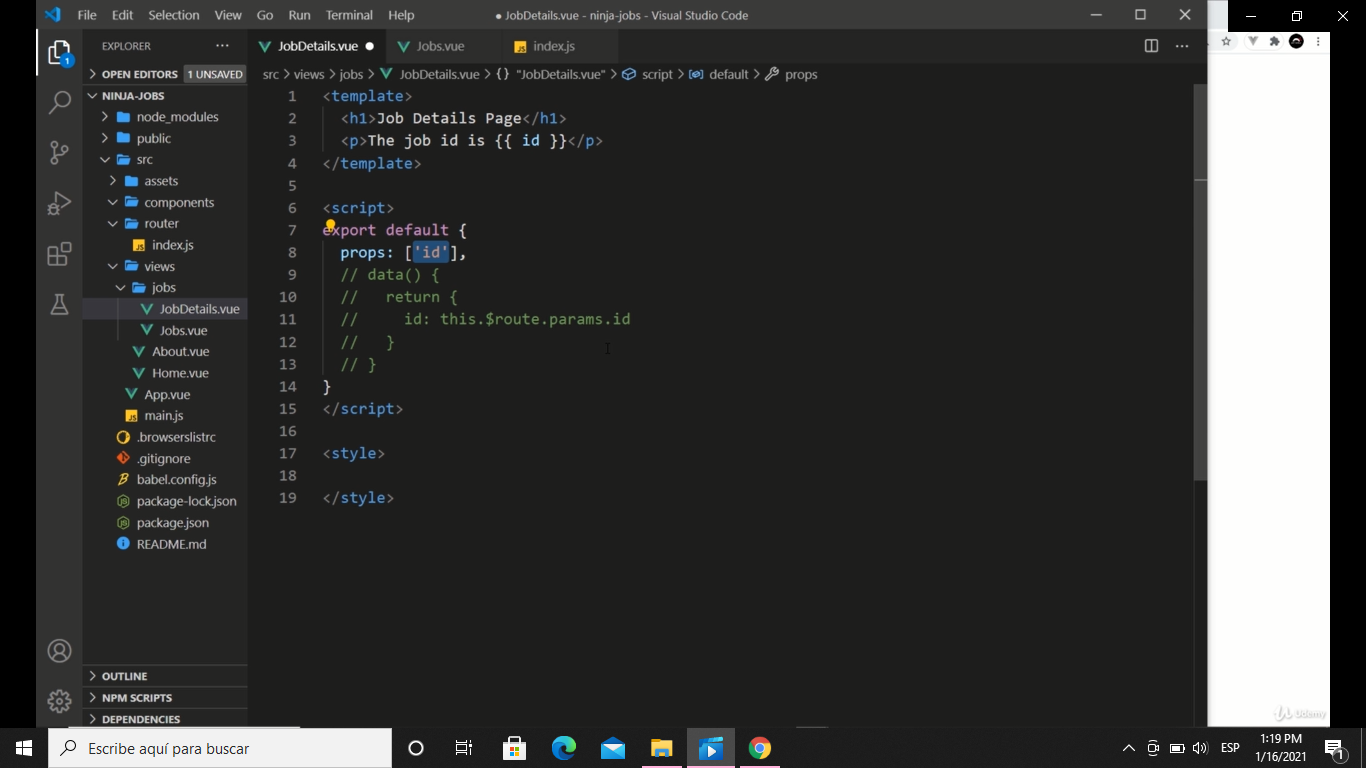 File Edit Selection View Go Run Terminal Help
● JobDetails.vue - ninja-jobs - Visual Studio Code
EXPLORER ···
JobDetails.vue ● Jobs.vue index.js
OPEN EDITORS 1 UNSAVED
src > views > jobs > JobDetails.vue > {} "JobDetails.vue" > script > default > props
NINJA-JOBS
node_modules
public
src
assets
components
router
index.js
views
jobs
JobDetails.vue
Jobs.vue
About.vue
Home.vue
App.vue
main.js
.browserslistrc
.gitignore
babel.config.js
package-lock.json
package.json
README.md
OUTLINE
NPM SCRIPTS
DEPENDENCIES
1
1 <template>
2 <h1>Job Details Page</h1>
3 <p>The job id is {{ id }}</p>
4 </template>
5
6 <script>
7 export default {
8 props: ['id'],
9 // data() {
10 // return {
11 // id: this.$route.params.id
12 // }
13 // }
14 }
15 </script>
16
17 <style>
18
19 </style>
Udemy
Escribe aquí para buscar
ESP
1:19 PM
1/16/2021
1